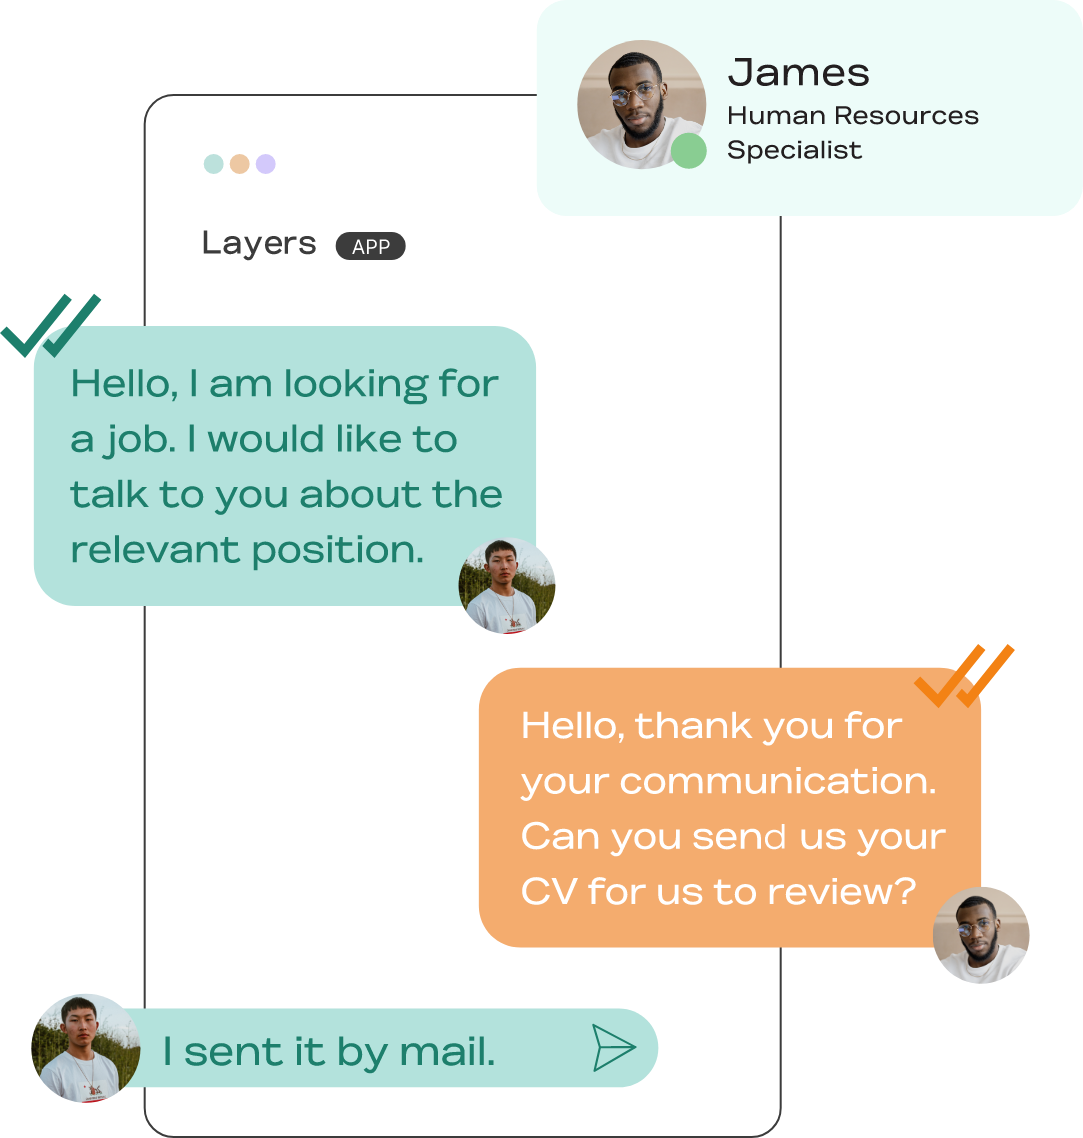 James
Human Resources
Specialist
Layers APP
Hello, I am looking for
a job. I would like to
talk to you about the
relevant position.
Hello, thank you for
your communication.
Can you send us your
CV for us to review?
I sent it by mail.